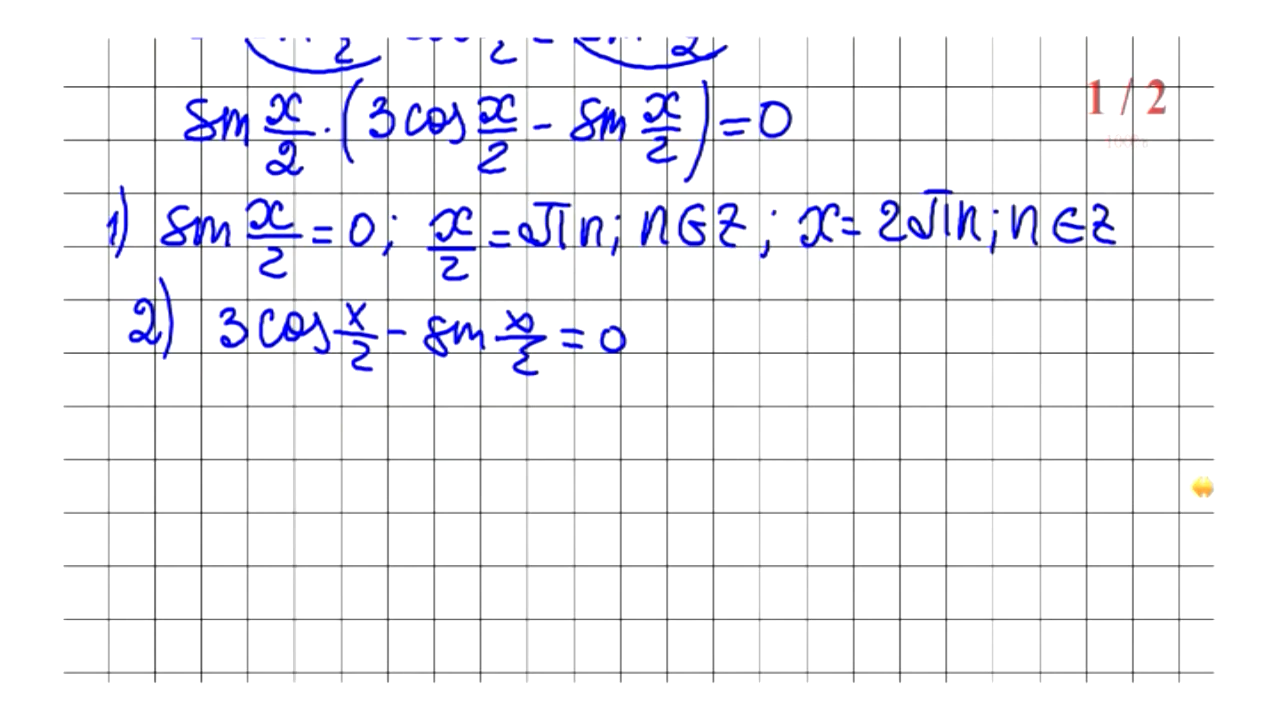 sin x/2 · (3cos x/2 - sin x/2) = 0
1 / 2
1) sin x/2 = 0; x/2 = πn; n∈Z; x = 2πn; n∈Z
2) 3cos x/2 - sin x/2 = 0